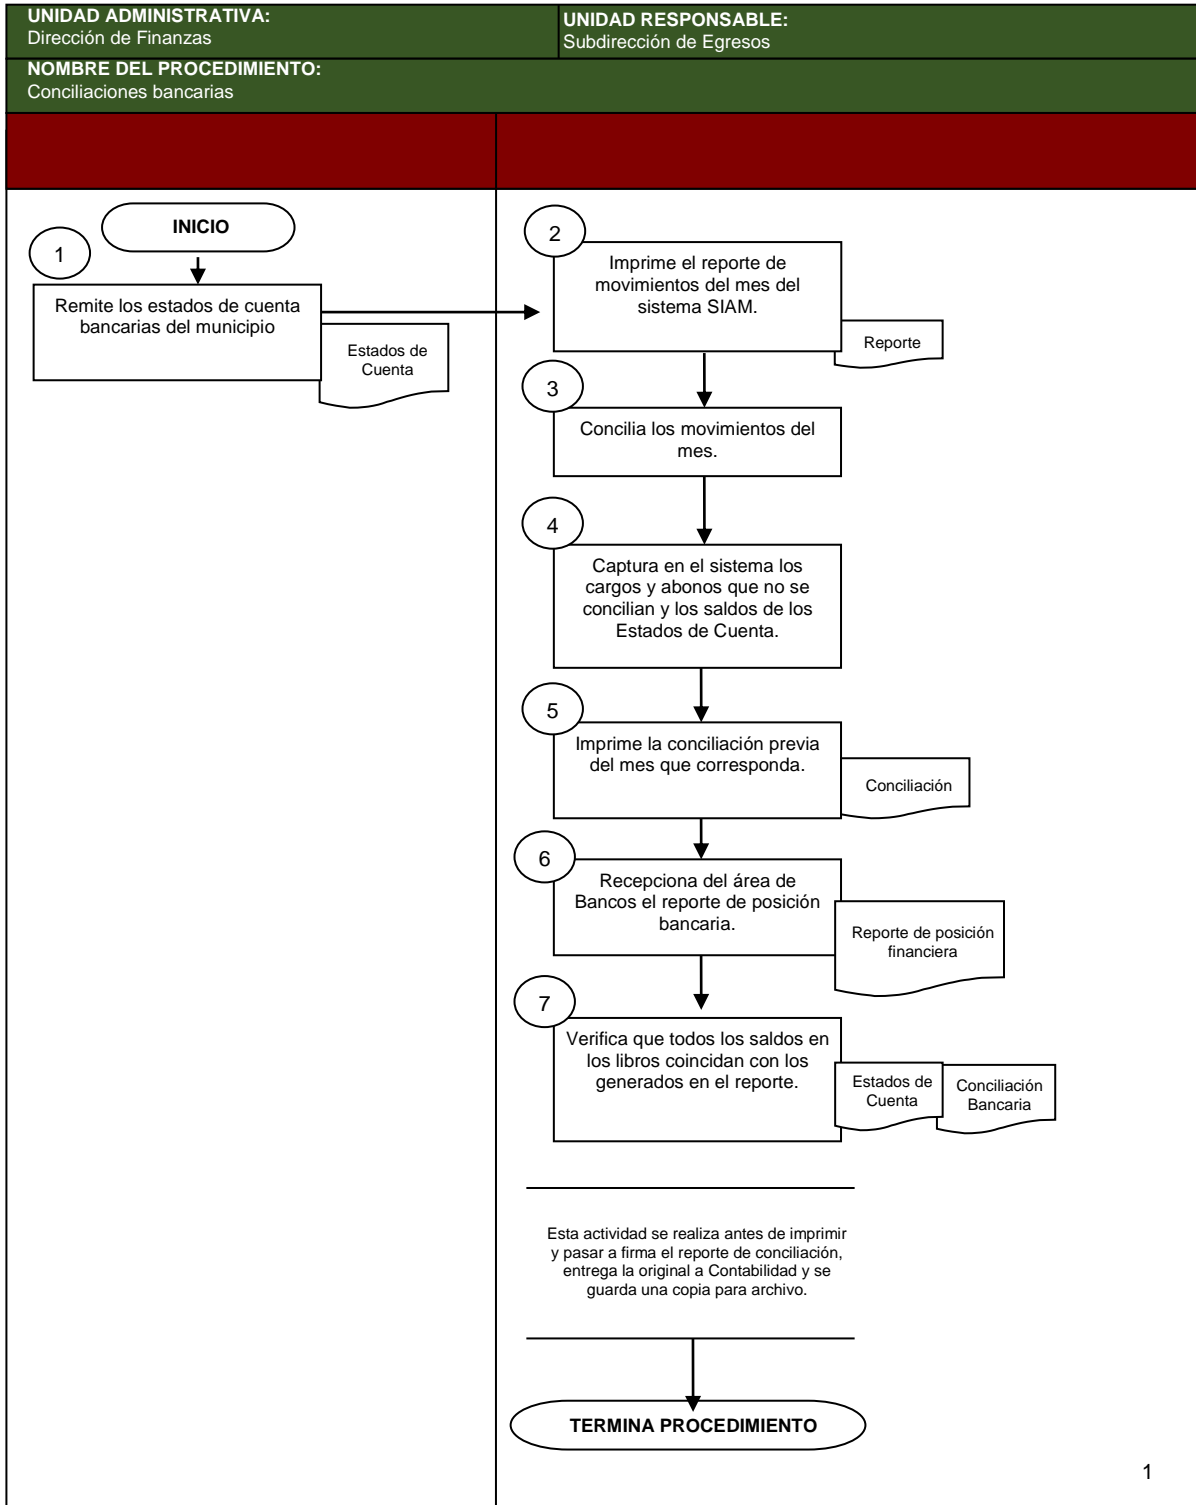 UNIDAD ADMINISTRATIVA:
Dirección de Finanzas
UNIDAD RESPONSABLE:
Subdirección de Egresos
NOMBRE DEL PROCEDIMIENTO:
Conciliaciones bancarias
INICIO
1
Remite los estados de cuenta
bancarias del municipio
Estados de
Cuenta
2
Imprime el reporte de
movimientos del mes del
sistema SIAM.
Reporte
3
Concilia los movimientos del
mes.
4
Captura en el sistema los
cargos y abonos que no se
concilian y los saldos de los
Estados de Cuenta.
5
Imprime la conciliación previa
del mes que corresponda.
Conciliación
6
Recepciona del área de
Bancos el reporte de posición
bancaria.
Reporte de posición
financiera
7
Verifica que todos los saldos en
los libros coincidan con los
generados en el reporte.
Estados de
Cuenta
Conciliación
Bancaria
Esta actividad se realiza antes de imprimir
y pasar a firma el reporte de conciliación,
entrega la original a Contabilidad y se
guarda una copia para archivo.
TERMINA PROCEDIMIENTO
1